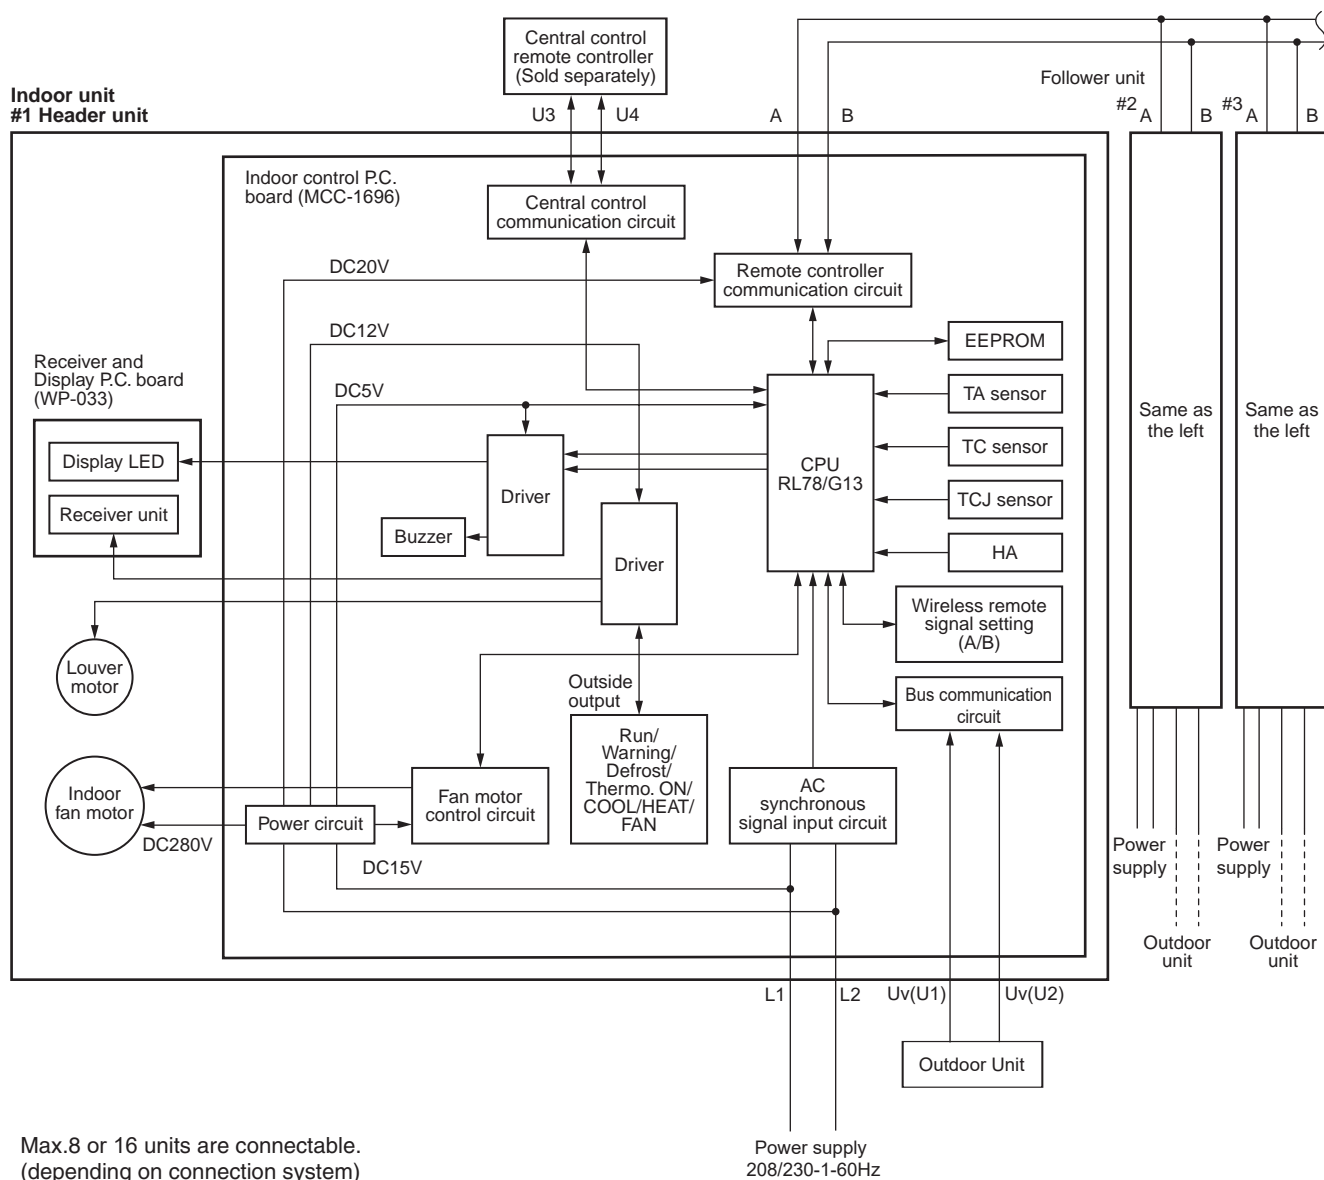 Central control
remote controller
(Sold separately)
Indoor unit
#1 Header unit
U3
U4
A
B
Follower unit
#2
A
B
#3
A
B
Indoor control P.C.
board (MCC-1696)
Central control
communication circuit
DC20V
Remote controller
communication circuit
DC12V
EEPROM
Receiver and
Display P.C. board
(WP-033)
DC5V
TA sensor
Same as
the left
Same as
the left
Display LED
TC sensor
CPU
RL78/G13
Driver
TCJ sensor
Receiver unit
Buzzer
HA
Driver
Wireless remote
signal setting
(A/B)
Louver
motor
Outside
output
Bus communication
circuit
Run/
Warning/
Defrost/
Thermo. ON/
COOL/HEAT/
FAN
Indoor
fan motor
Fan motor
control circuit
AC
synchronous
signal input circuit
Power circuit
DC280V
DC15V
Power
supply
Power
supply
Outdoor
unit
Outdoor
unit
L1
L2
Uv(U1)
Uv(U2)
Outdoor Unit
Max.8 or 16 units are connectable.
(depending on connection system)
Power supply
208/230-1-60Hz